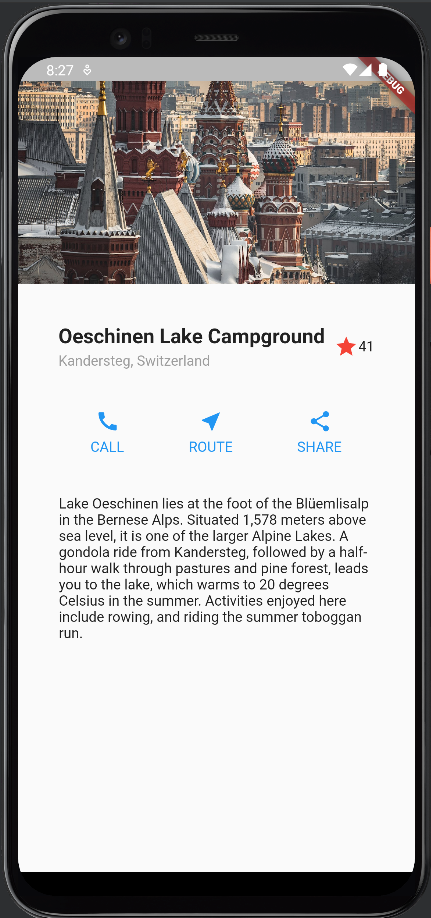 8:27
DEBUG
Oeschinen Lake Campground
41
Kandersteg, Switzerland
CALL
ROUTE
SHARE
Lake Oeschinen lies at the foot of the Blüemlisalp
in the Bernese Alps. Situated 1,578 meters above
sea level, it is one of the larger Alpine Lakes. A
gondola ride from Kandersteg, followed by a half-
hour walk through pastures and pine forest, leads
you to the lake, which warms to 20 degrees
Celsius in the summer. Activities enjoyed here
include rowing, and riding the summer toboggan
run.